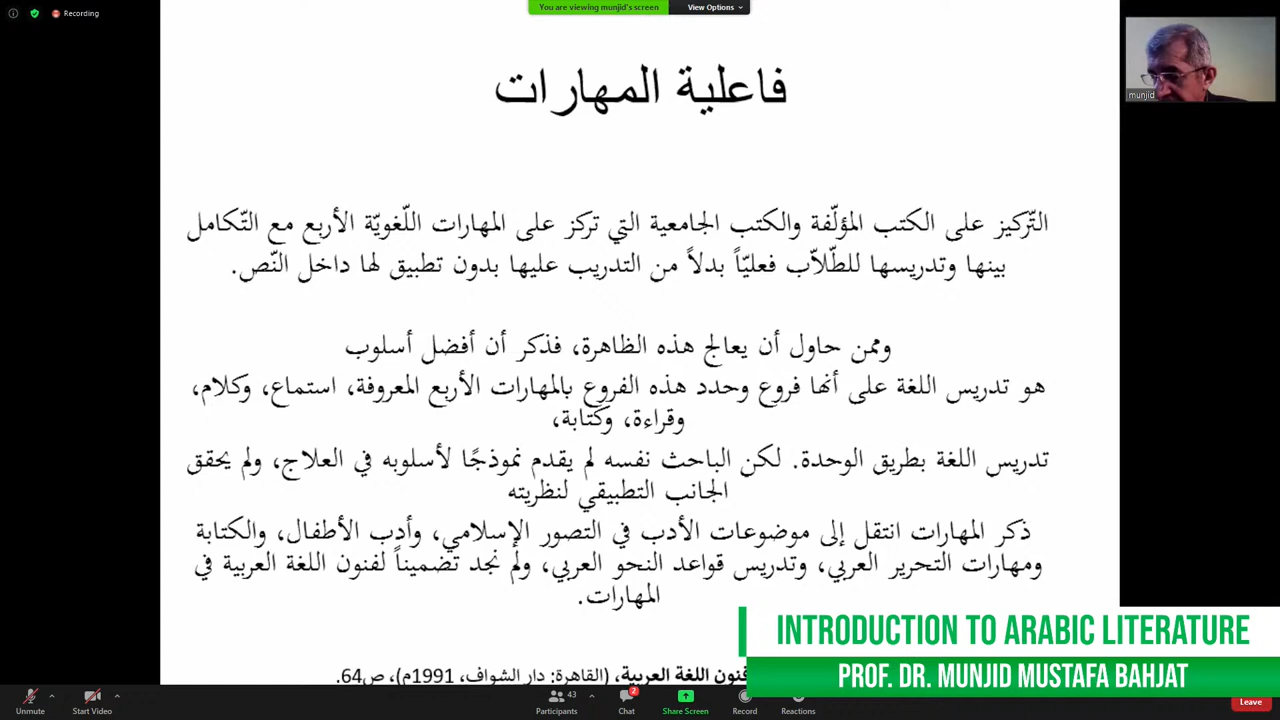 Recording
You are viewing munjid's screen
View Options
munjid
فاعلية المهارات
التّركيز على الكتب المؤلّفة والكتب الجامعية التي تركز على المهارات اللّغويّة الأربع مع التّكامل
بينها وتدريسها للطّلاّب فعليّاً بدلاً من التدريب عليها بدون تطبيق لها داخل النّص.
وممن حاول أن يعالج هذه الظاهرة، فذكر أن أفضل أسلوب
هو تدريس اللغة على أنها فروع وحدد هذه الفروع بالمهارات الأربع المعروفة، استماع، وكلام،
وقراءة، وكتابة،
تدريس اللغة بطريق الوحدة. لكن الباحث نفسه لم يقدم نموذجًا لأسلوبه في العلاج، ولم يحقق
الجانب التطبيقي لنظريته
ذكر المهارات انتقل إلى موضوعات الأدب في التصور الإسلامي، وأدب الأطفال، والكتابة
ومهارات التحرير العربي، وتدريس قواعد النحو العربي، ولم نجد تضميناً لفنون اللغة العربية في
المهارات.
فنون اللغة العربية، (القاهرة: دار الشواف، 1991م)، ص64.
INTRODUCTION TO ARABIC LITERATURE
PROF. DR. MUNJID MUSTAFA BAHJAT
Unmute
Start Video
43
Participants
2
Chat
Share Screen
Record
Reactions
Leave